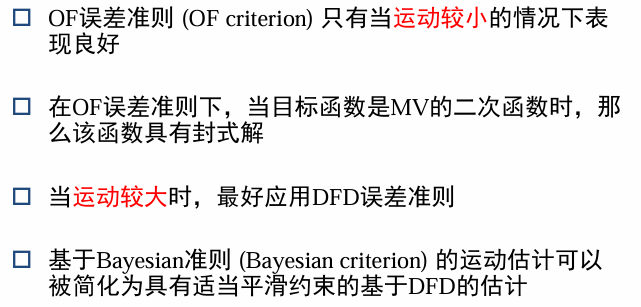 OF误差准则 (OF criterion) 只有当运动较小的情况下表
现良好
在OF误差准则下，当目标函数是MV的二次函数时，那
么该函数具有封式解
当运动较大时，最好应用DFD误差准则
基于Bayesian准则 (Bayesian criterion) 的运动估计可以
被简化为具有适当平滑约束的基于DFD的估计